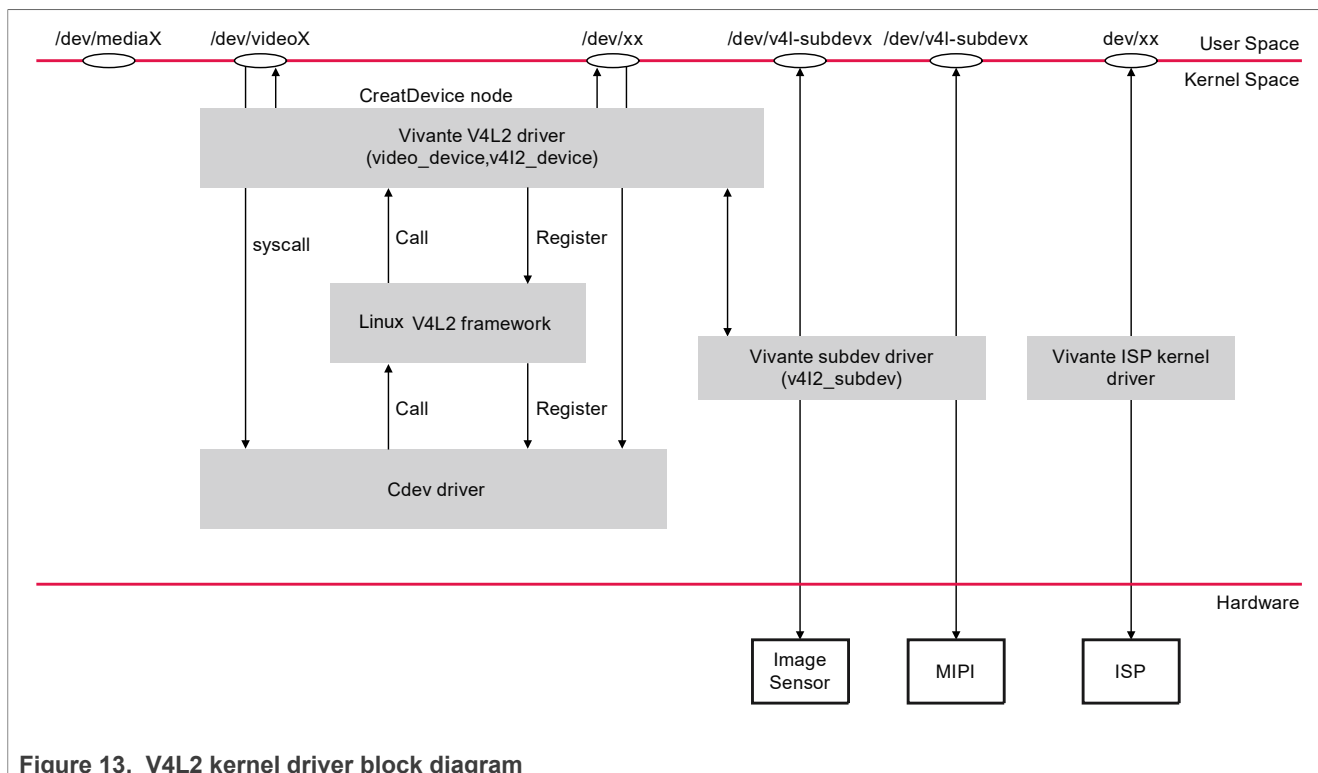 /dev/mediaX /dev/videoX /dev/xx /dev/v4l-subdevx /dev/v4l-subdevx dev/xx User Space
Kernel Space
CreatDevice node
Vivante V4L2 driver
(video_device,v4l2_device)
syscall Call Register
Linux V4L2 framework
Vivante subdev driver
(v4l2_subdev)
Vivante ISP kernel
driver
Call Register
Cdev driver
Hardware
Image
Sensor
MIPI
ISP
Figure 13. V4L2 kernel driver block diagram